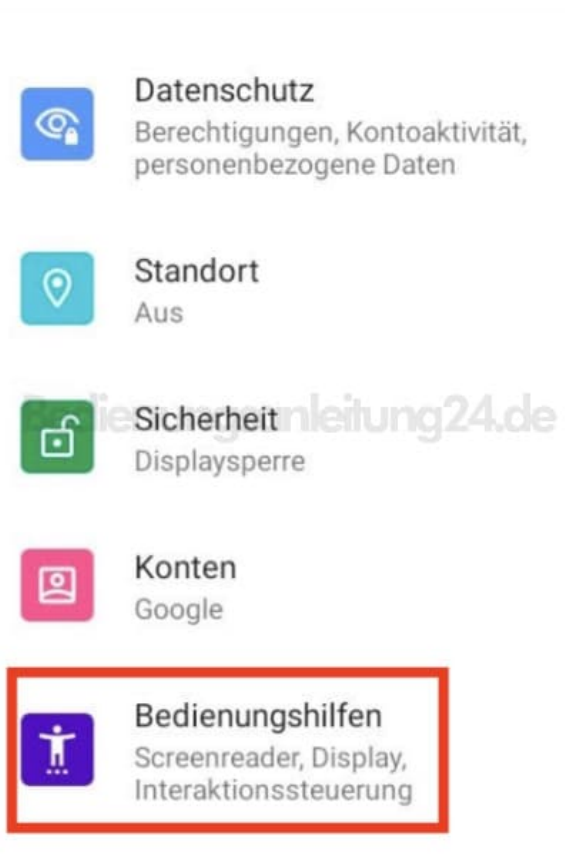 Datenschutz
Berechtigungen, Kontoaktivität,
personenbezogene Daten
Standort
Aus
Bedienungsanleitung24.de
Sicherheit
Displaysperre
Konten
Google
Bedienungshilfen
Screenreader, Display,
Interaktionssteuerung